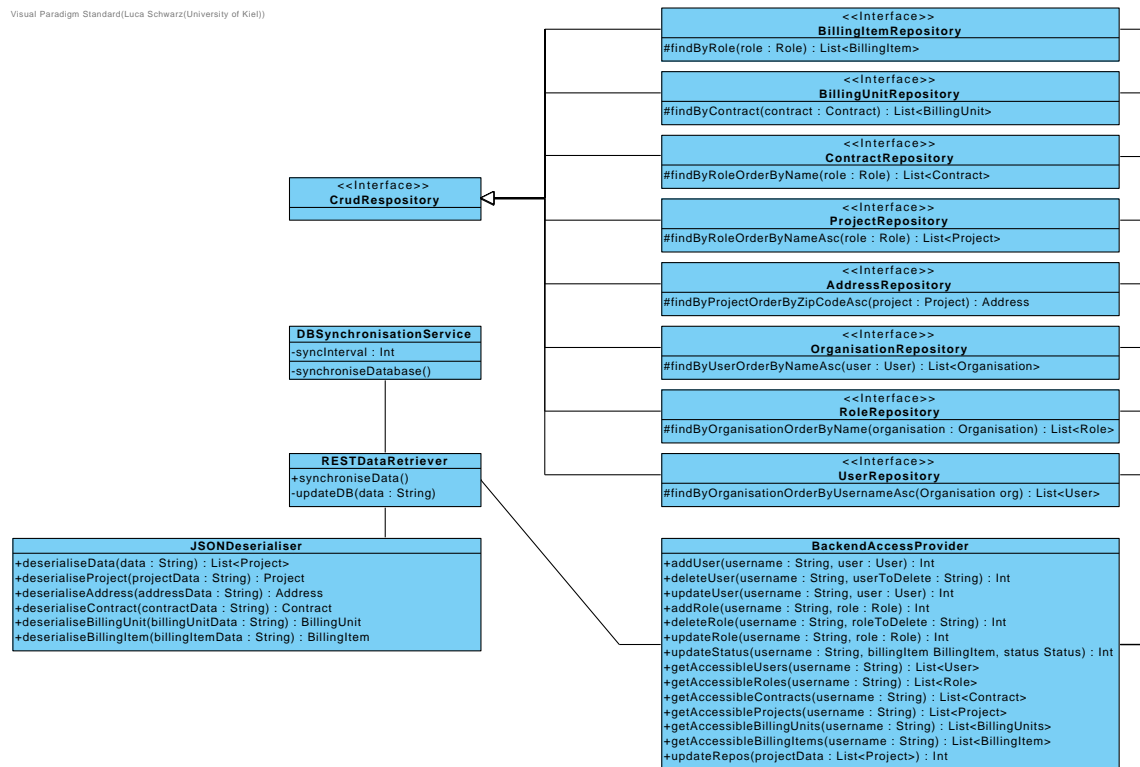 Visual Paradigm Standard(Luca Schwarz(University of Kiel))
<<Interface>>
BillingItemRepository
#findByRole(role : Role) : List<BillingItem>
<<Interface>>
BillingUnitRepository
#findByContract(contract : Contract) : List<BillingUnit>
<<Interface>>
ContractRepository
#findByRoleOrderByName(role : Role) : List<Contract>
<<Interface>>
CrudRespository
<<Interface>>
ProjectRepository
#findByRoleOrderByNameAsc(role : Role) : List<Project>
<<Interface>>
AddressRepository
#findByProjectOrderByZipCodeAsc(project : Project) : Address
<<Interface>>
OrganisationRepository
#findByUserOrderByNameAsc(user : User) : List<Organisation>
<<Interface>>
RoleRepository
#findByOrganisationOrderByName(organisation : Organisation) : List<Role>
<<Interface>>
UserRepository
#findByOrganisationOrderByUsernameAsc(Organisation org) : List<User>
DBSynchronisationService
-syncInterval : Int
-synchroniseDatabase()
RESTDataRetriever
+synchroniseData()
-updateDB(data : String)
JSONDeserialiser
+deserialiseData(data : String) : List<Project>
+deserialiseProject(projectData : String) : Project
+deserialiseAddress(addressData : String) : Address
+deserialiseContract(contractData : String) : Contract
+deserialiseBillingUnit(billingUnitData : String) : BillingUnit
+deserialiseBillingItem(billingItemData : String) : BillingItem
BackendAccessProvider
+addUser(username : String, user : User) : Int
+deleteUser(username : String, userToDelete : String) : Int
+updateUser(username : String, user : User) : Int
+addRole(username : String, role : Role) : Int
+deleteRole(username : String, roleToDelete : String) : Int
+updateRole(username : String, role : Role) : Int
+updateStatus(username : String, billingItem BillingItem, status Status) : Int
+getAccessibleUsers(username : String) : List<User>
+getAccessibleRoles(username : String) : List<Role>
+getAccessibleContracts(username : String) : List<Contract>
+getAccessibleProjects(username : String) : List<Project>
+getAccessibleBillingUnits(username : String) : List<BillingUnits>
+getAccessibleBillingItems(username : String) : List<BillingItem>
+updateRepos(projectData : List<Project>) : Int